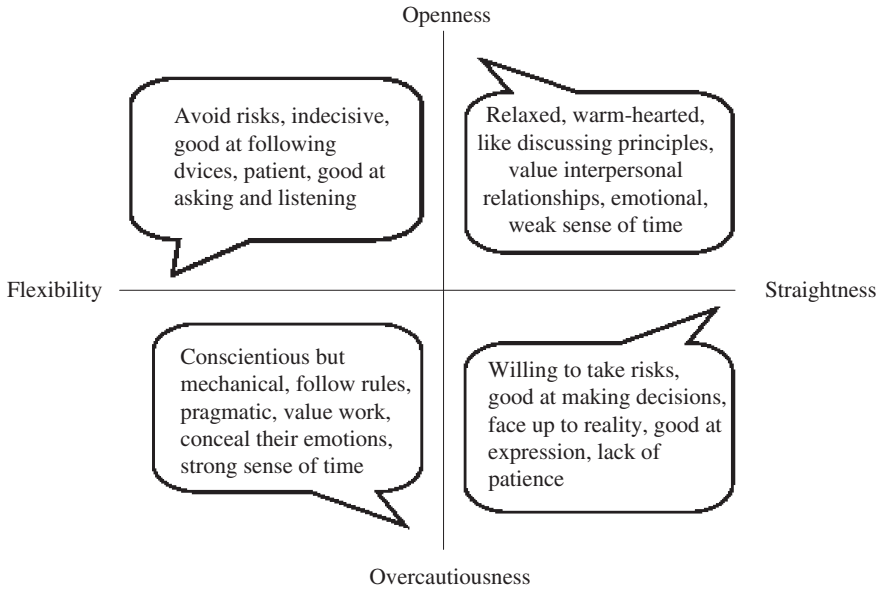 Openness
Avoid risks, indecisive,
good at following
dvices, patient, good at
asking and listening
Relaxed, warm-hearted,
like discussing principles,
value interpersonal
relationships, emotional,
weak sense of time
Flexibility
Straightness
Conscientious but
mechanical, follow rules,
pragmatic, value work,
conceal their emotions,
strong sense of time
Willing to take risks,
good at making decisions,
face up to reality, good at
expression, lack of
patience
Overcautiousness